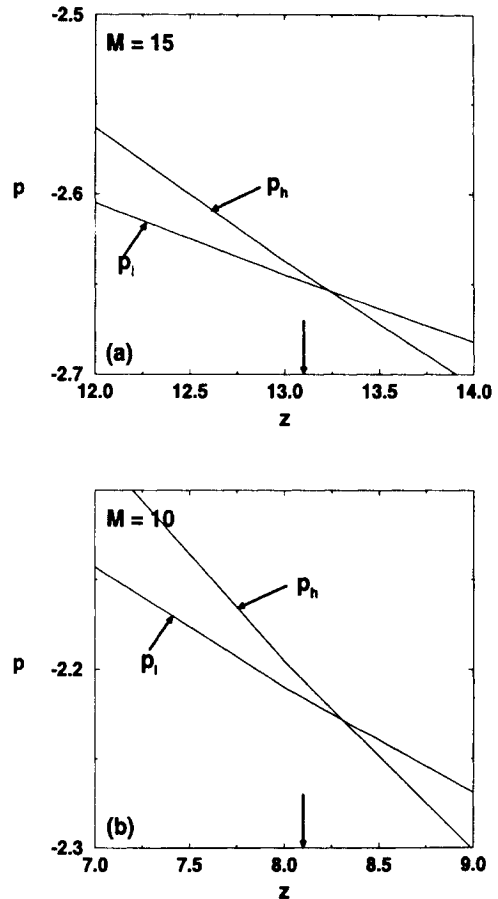 -2.5
M = 15
-2.6
p
p_h
p_l
(a)
-2.7
12.0 12.5 13.0 13.5 14.0
z
M = 10
p_h
p
-2.2
p_l
(b)
-2.3
7.0 7.5 8.0 8.5 9.0
z